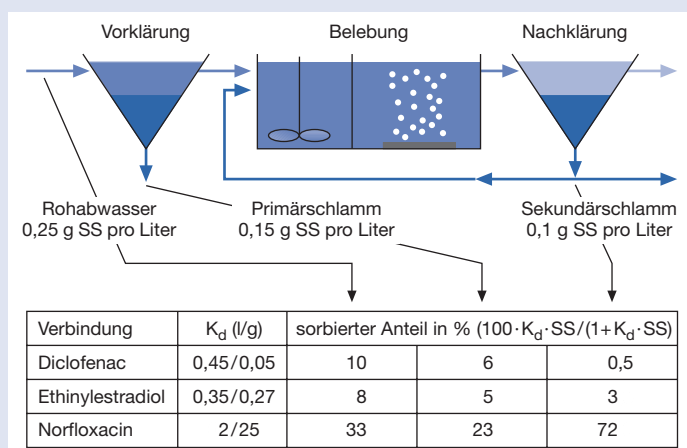 Vorklärung
Belebung
Nachklärung
Rohabwasser
0,25 g SS pro Liter
Primärschlamm
0,15 g SS pro Liter
Sekundärschlamm
0,1 g SS pro Liter
Verbindung Kd (l/g) sorbierter Anteil in % (100·Kd·SS/(1+Kd·SS)
Diclofenac 0,45/0,05 10 6 0,5
Ethinylestradiol 0,35/0,27 8 5 3
Norfloxacin 2/25 33 23 72